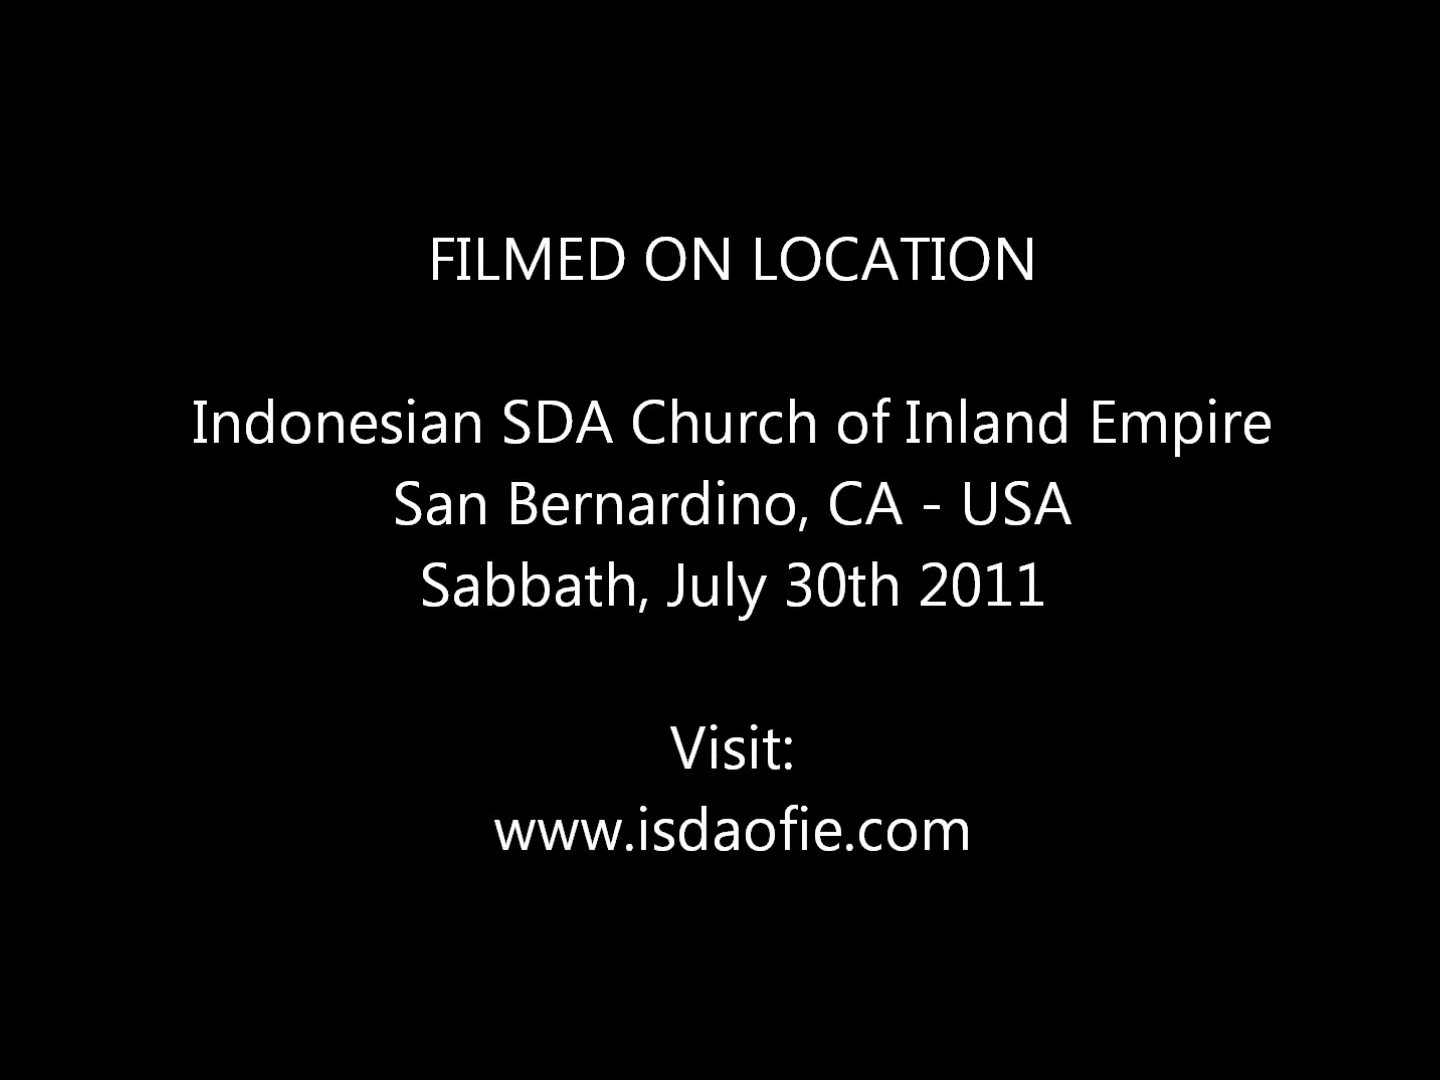 FILMED ON LOCATION
Indonesian SDA Church of Inland Empire
San Bernardino, CA - USA
Sabbath, July 30th 2011
Visit:
www.isdaofie.com